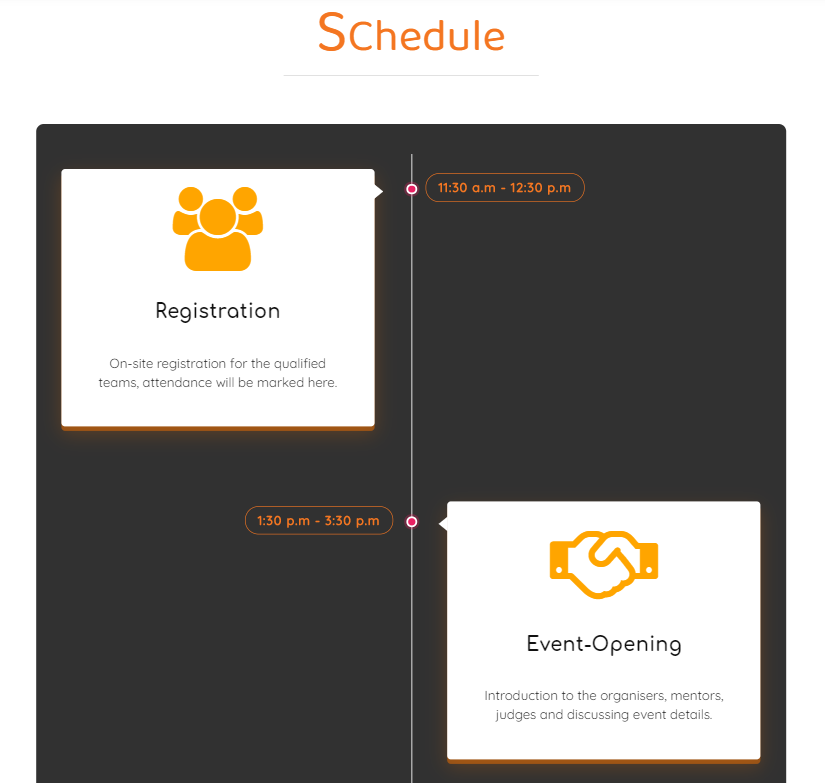 SChedule
11:30 a.m - 12:30 p.m
Registration
On-site registration for the qualified
teams, attendance will be marked here.
1:30 p.m - 3:30 p.m
Event-Opening
Introduction to the organisers, mentors,
judges and discussing event details.